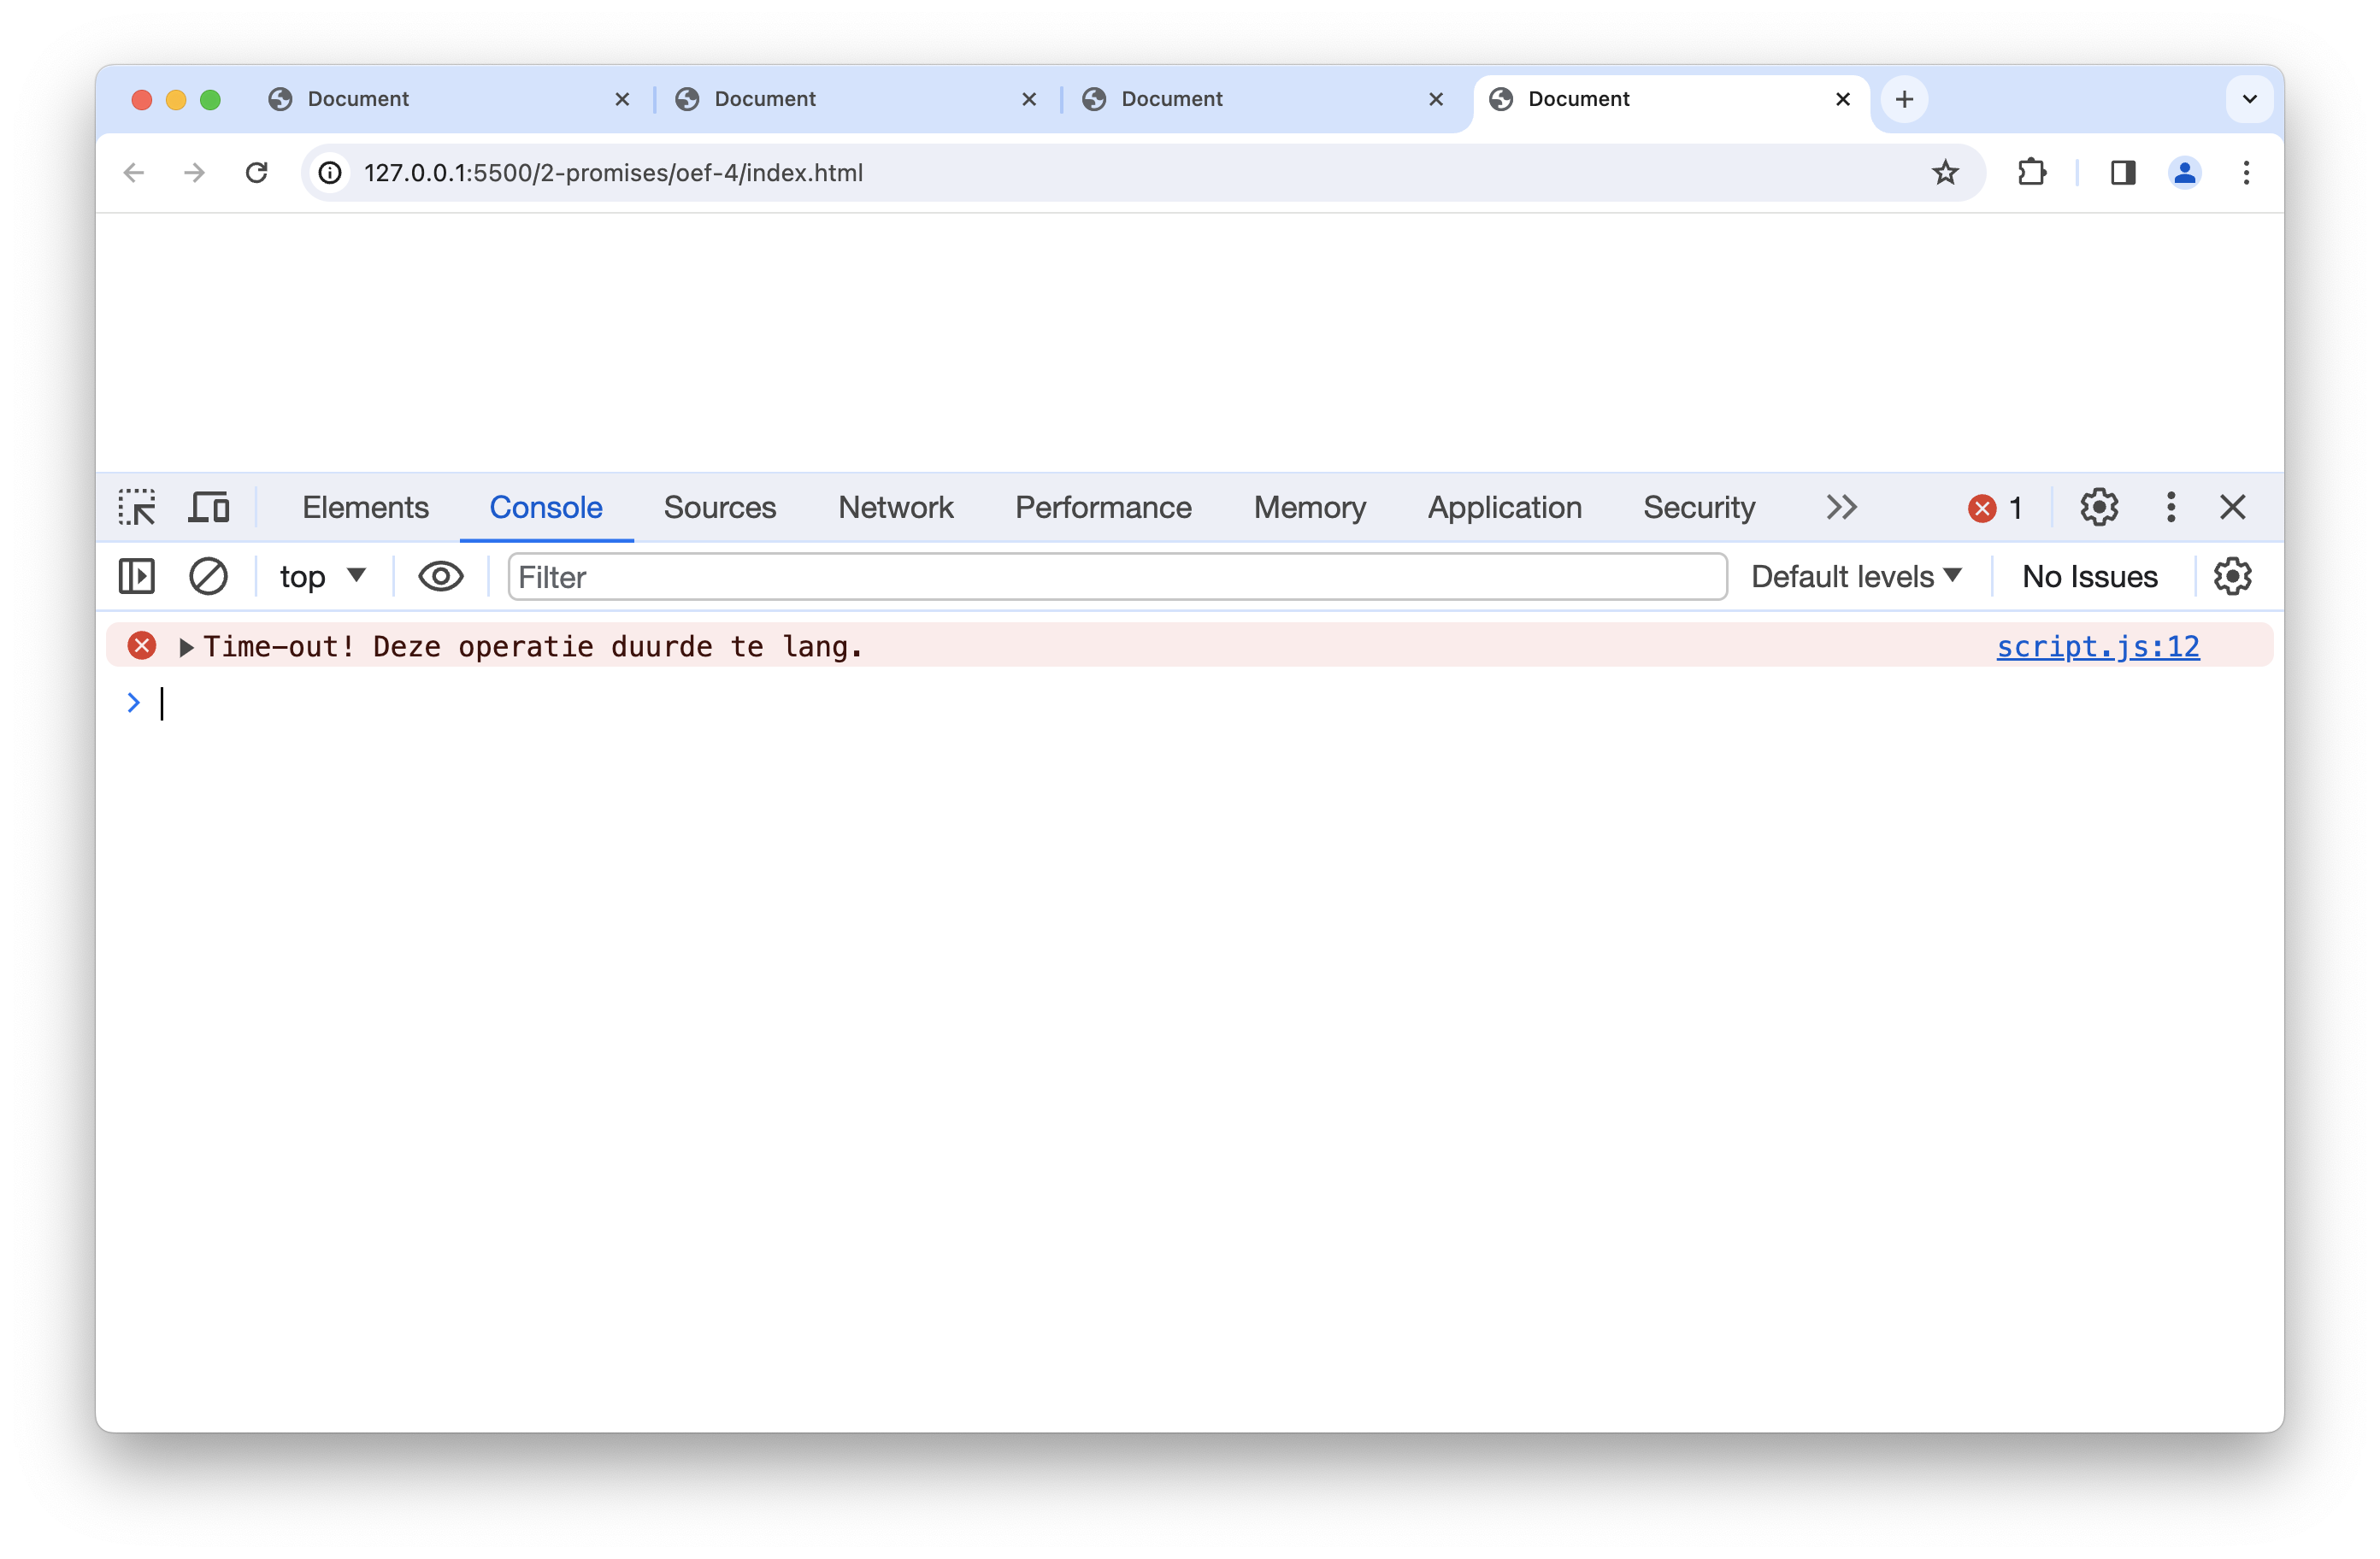 Document Document Document Document
127.0.0.1:5500/2-promises/oef-4/index.html
Elements Console Sources Network Performance Memory Application Security 1
top Filter Default levels No Issues
Time-out! Deze operatie duurde te lang. script.js:12